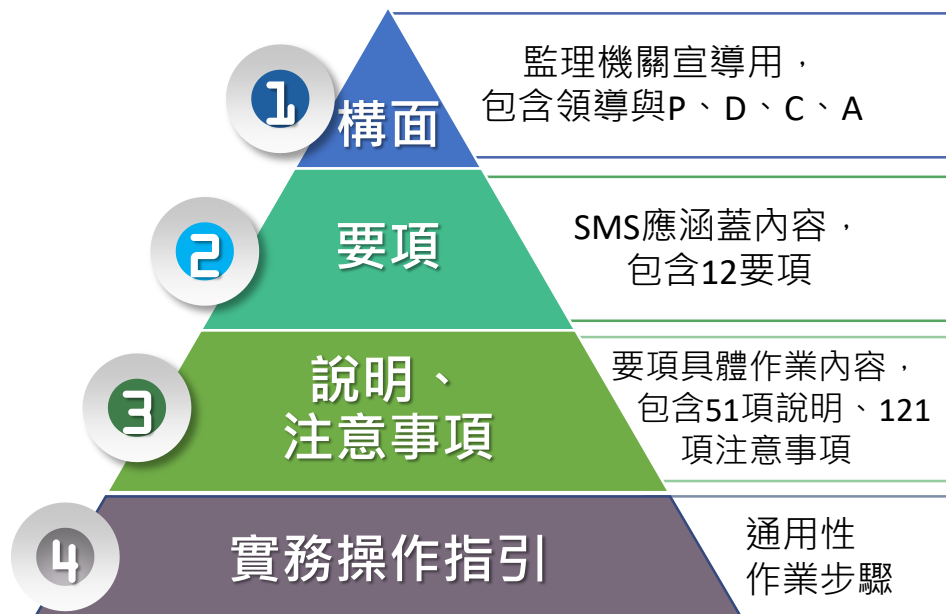 1
構面
監理機關宣導用，
包含領導與P、D、C、A
2
要項
SMS應涵蓋內容，
包含12要項
3
說明、
注意事項
要項具體作業內容，
包含51項說明、121
項注意事項
4
實務操作指引
通用性
作業步驟